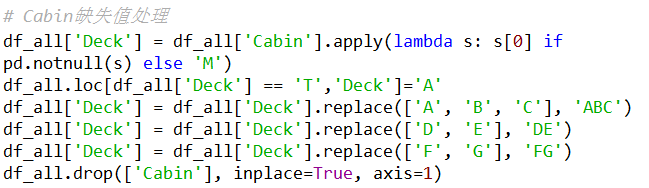 # Cabin缺失值处理
df_all['Deck'] = df_all['Cabin'].apply(lambda s: s[0] if
pd.notnull(s) else 'M')
df_all.loc[df_all['Deck'] == 'T','Deck']='A'
df_all['Deck'] = df_all['Deck'].replace(['A', 'B', 'C'], 'ABC')
df_all['Deck'] = df_all['Deck'].replace(['D', 'E'], 'DE')
df_all['Deck'] = df_all['Deck'].replace(['F', 'G'], 'FG')
df_all.drop(['Cabin'], inplace=True, axis=1)